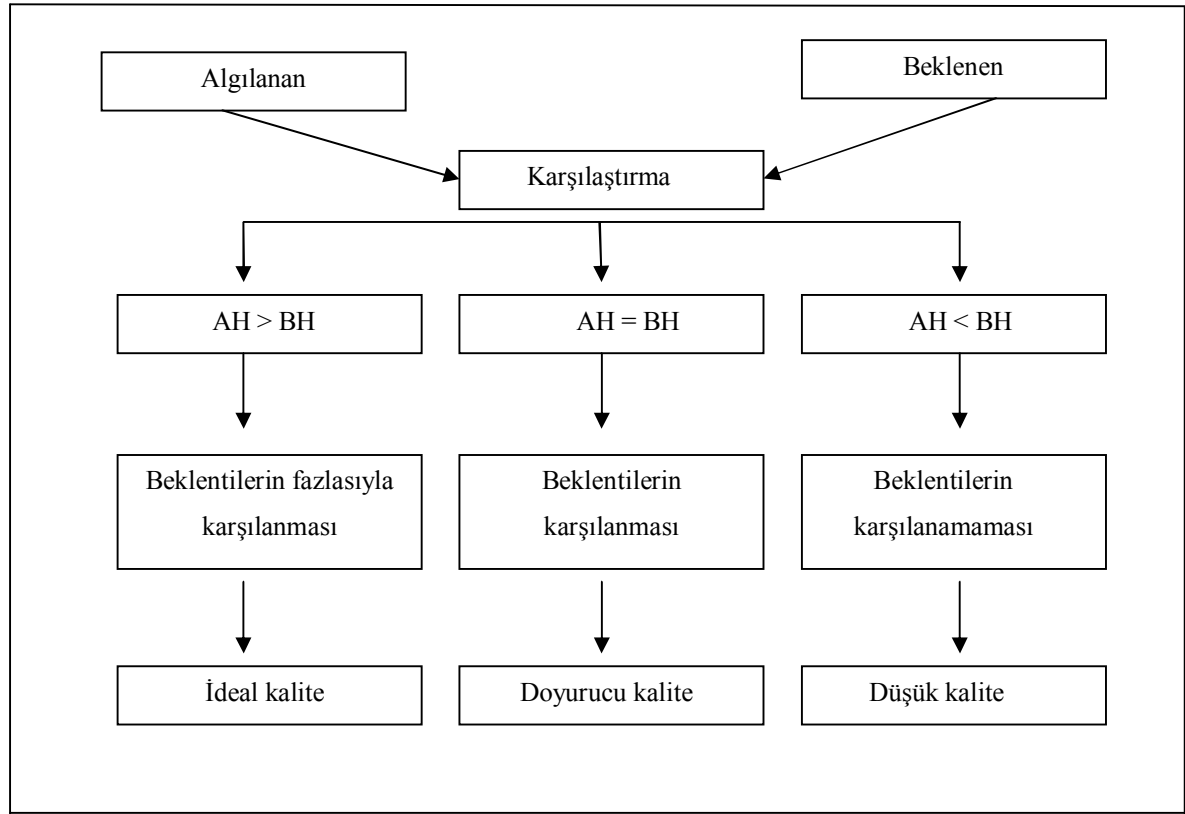 Algılanan
Beklenen
Karşılaştırma
AH > BH
AH = BH
AH < BH
Beklentilerin fazlasıyla
karşılanması
Beklentilerin
karşılanması
Beklentilerin
karşılanamaması
İdeal kalite
Doyurucu kalite
Düşük kalite